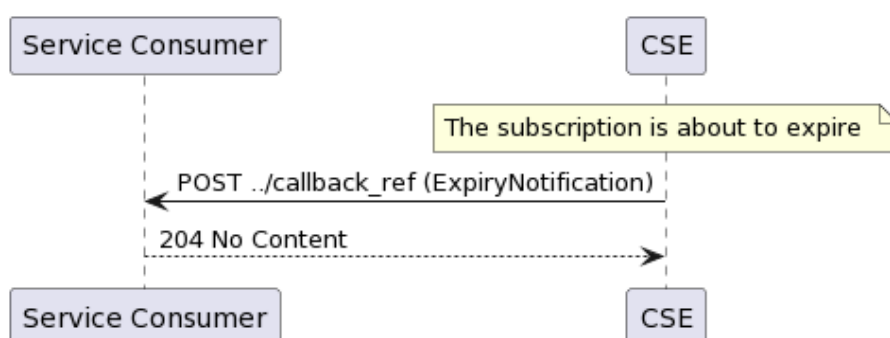 Service Consumer
CSE
The subscription is about to expire
POST ../callback_ref (ExpiryNotification)
204 No Content
Service Consumer
CSE